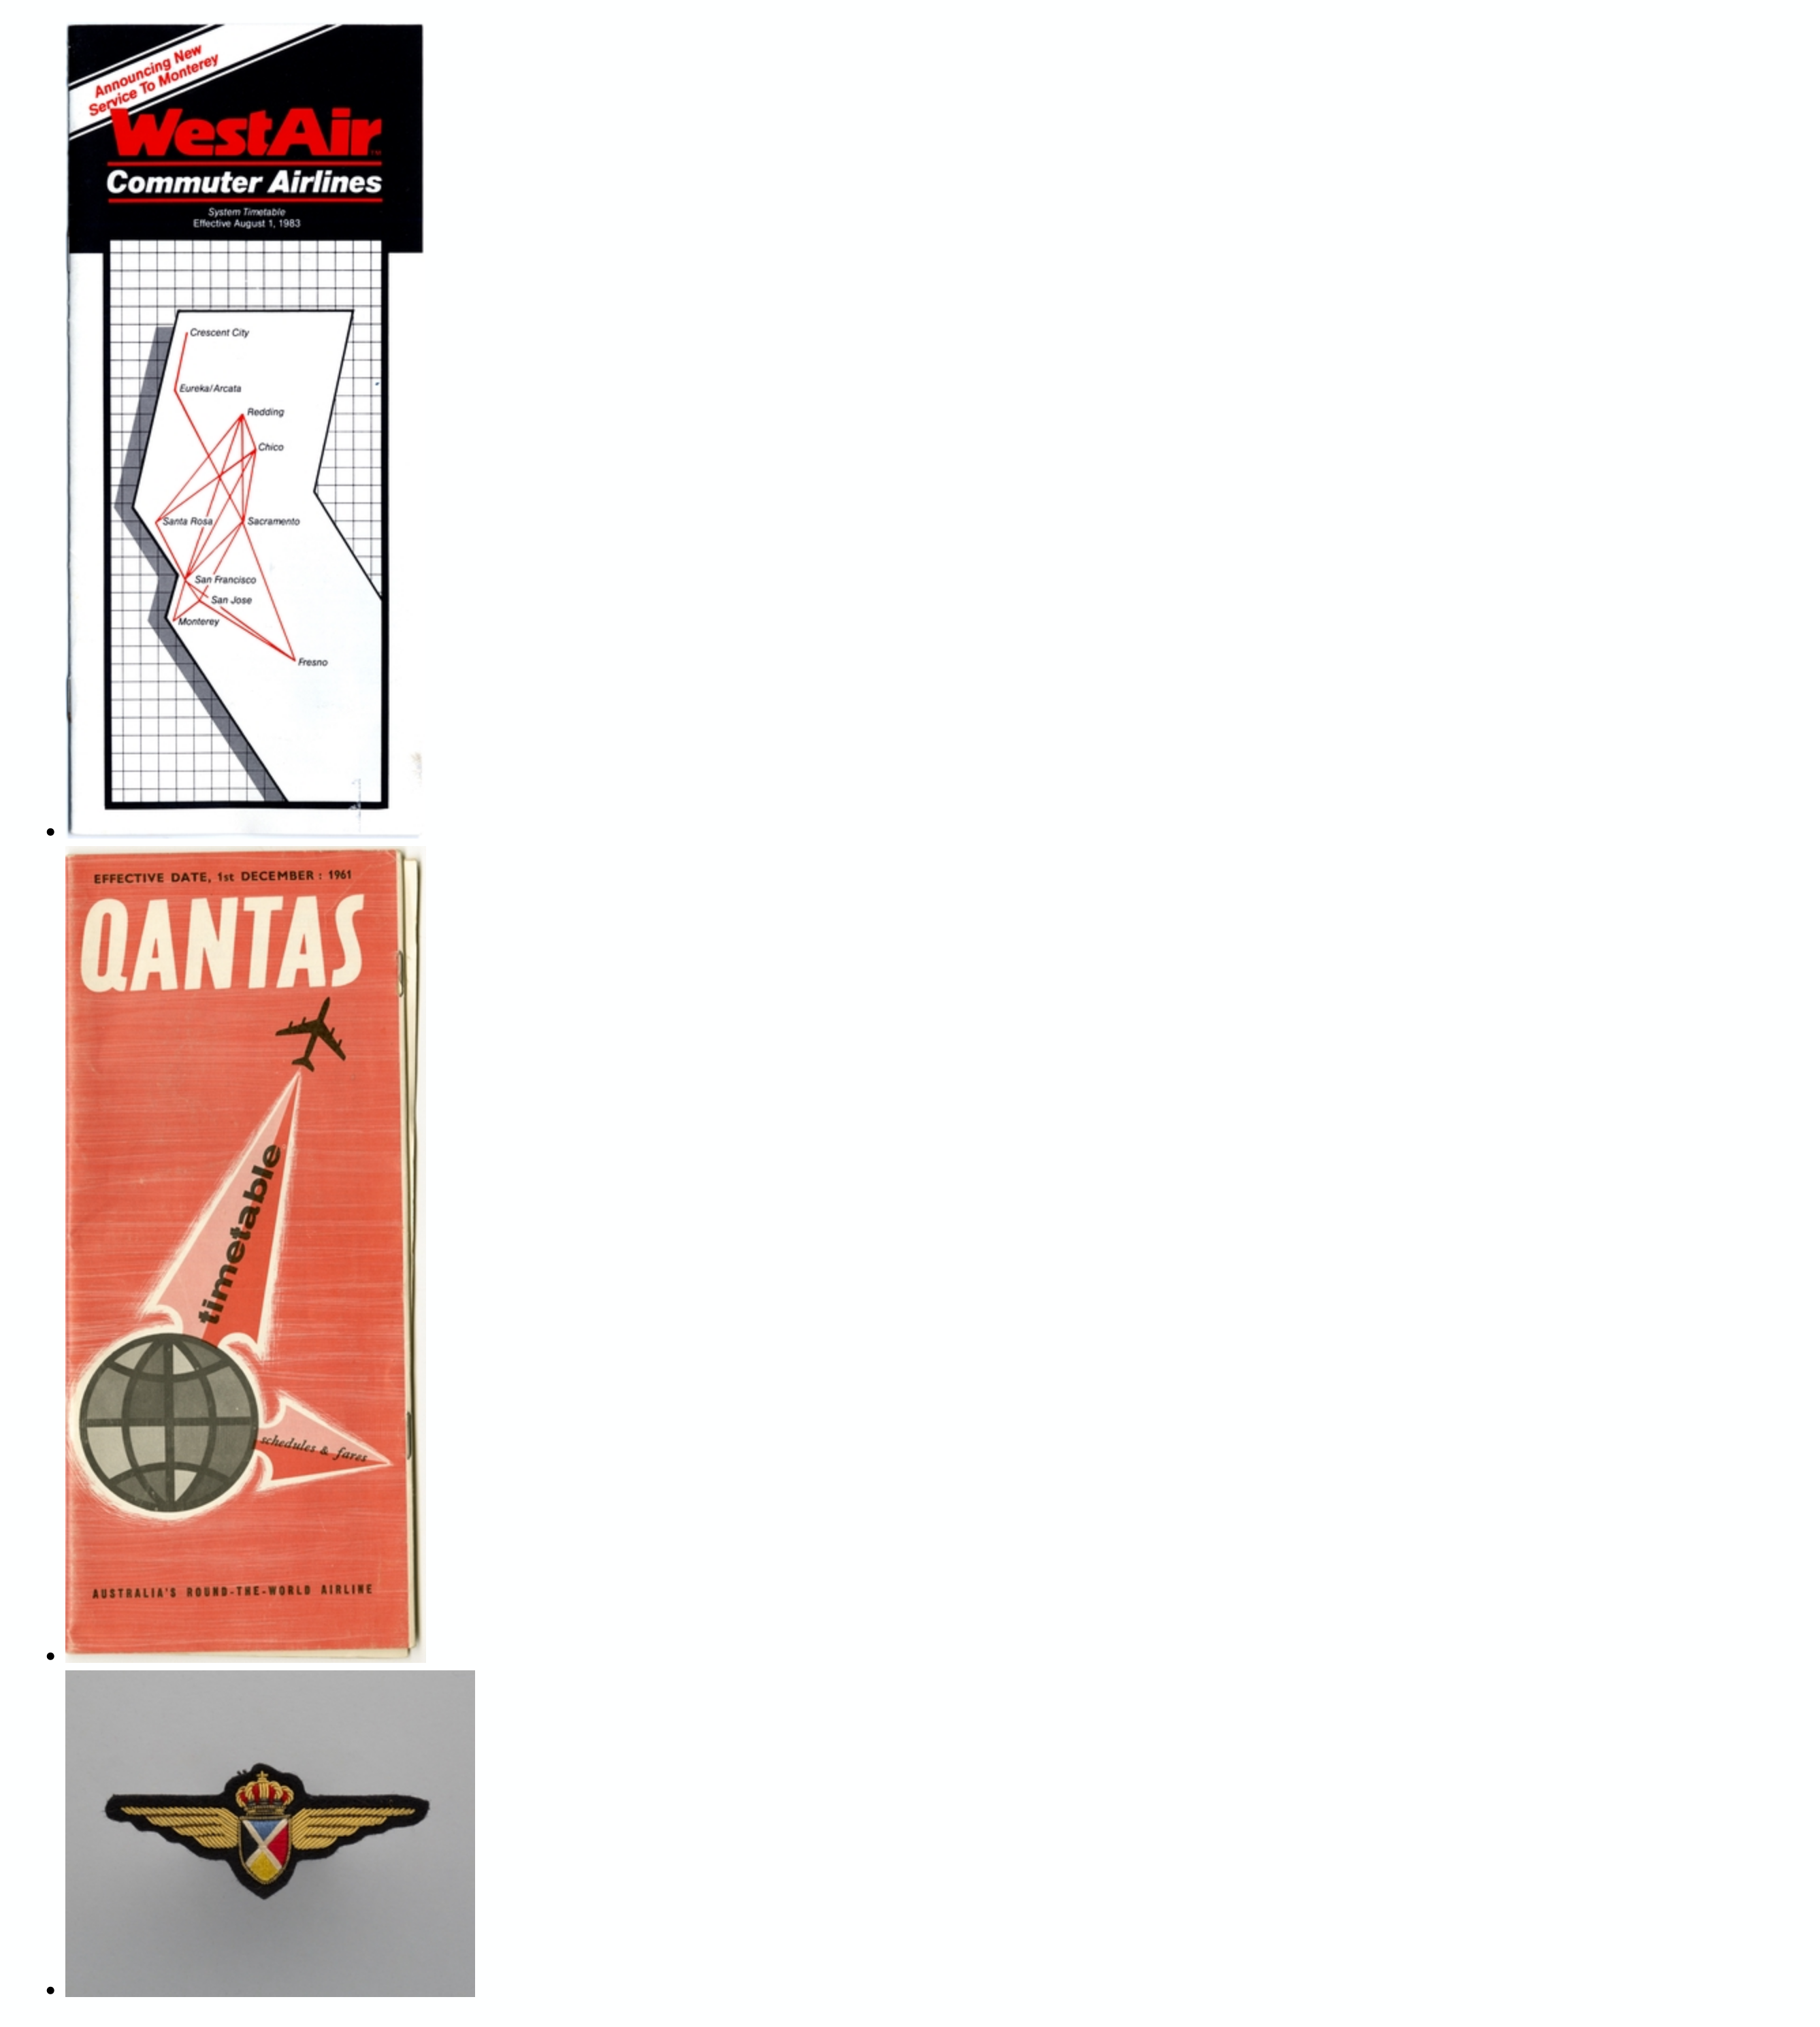 Announcing New
Service To Monterey
WestAir™
Commuter Airlines
System Timetable
Effective August 1, 1983
Crescent City
Eureka/Arcata
Redding
Chico
Santa Rosa
Sacramento
San Francisco
San Jose
Monterey
Fresno
EFFECTIVE DATE, 1st DECEMBER : 1961
QANTAS
timetable
schedules & fares
AUSTRALIA'S ROUND-THE-WORLD AIRLINE